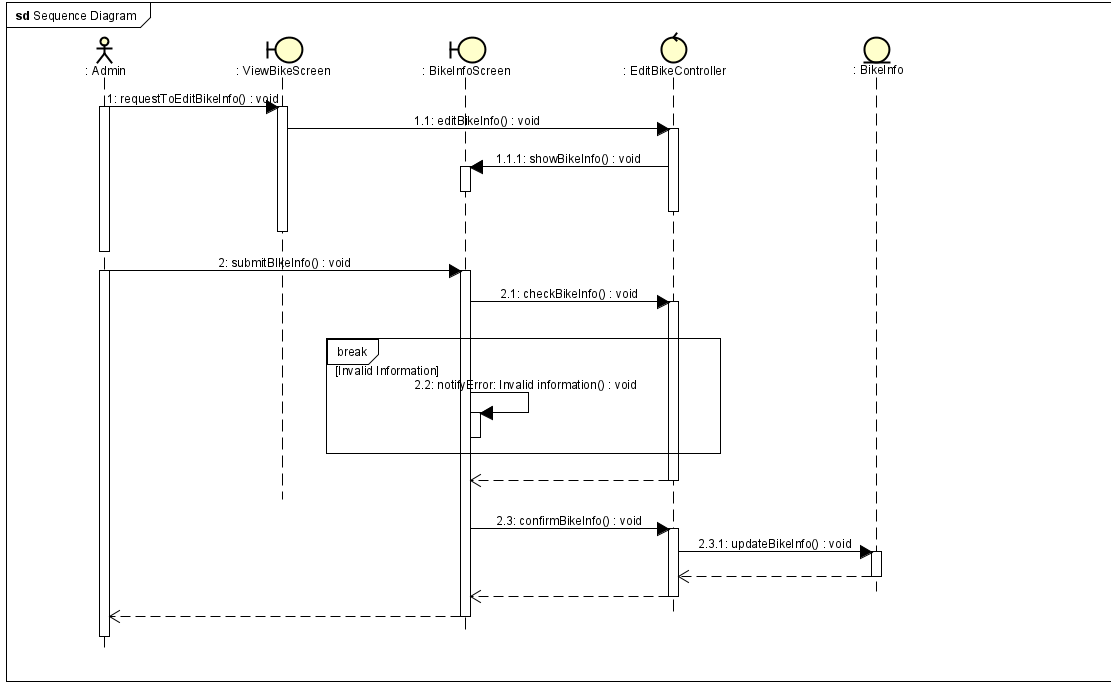 sd Sequence Diagram
: Admin
: ViewBikeScreen
: BikeInfoScreen
: EditBikeController
: BikeInfo
1: requestToEditBikeInfo() : void
1.1: editBikeInfo() : void
1.1.1: showBikeInfo() : void
2: submitBIkeInfo() : void
2.1: checkBikeInfo() : void
break
[Invalid Information]
2.2: notifyError: Invalid information() : void
2.3: confirmBikeInfo() : void
2.3.1: updateBikeInfo() : void